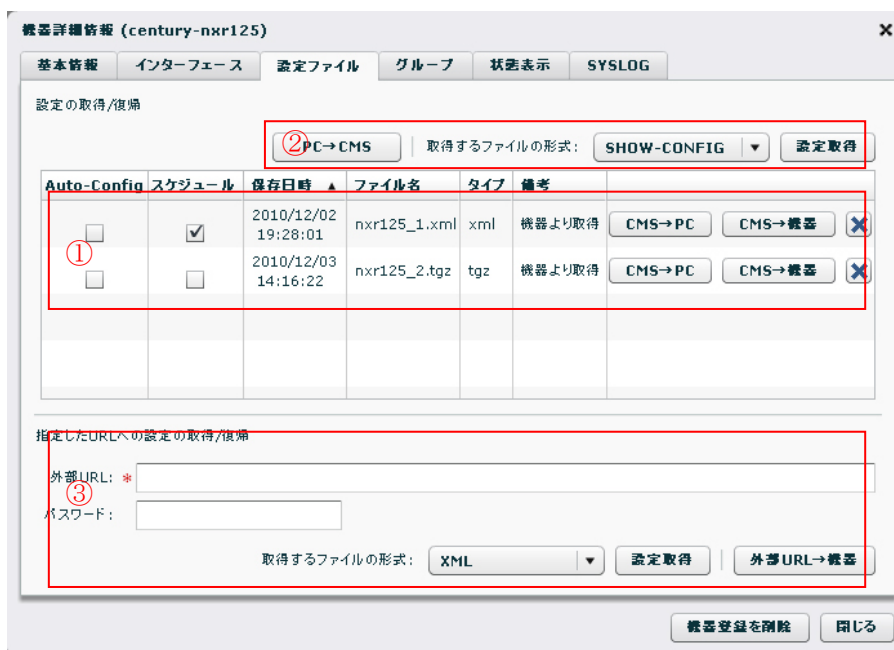 機器詳細情報 (century-nxr125)
基本情報 インターフェース 設定ファイル グループ 状態表示 SYSLOG
設定の取得/復帰
② PC→CMS 取得するファイルの形式: SHOW-CONFIG 設定取得
Auto-Config スケジュール 保存日時 ファイル名 タイプ 備考
①
2010/12/02
19:28:01
nxr125_1.xml xml 機器より取得 CMS→PC CMS→機器
2010/12/03
14:16:22
nxr125_2.tgz tgz 機器より取得 CMS→PC CMS→機器
指定したURLへの設定の取得/復帰
外部URL: *
③
パスワード:
取得するファイルの形式: XML 設定取得 外部URL→機器
機器登録を削除 閉じる